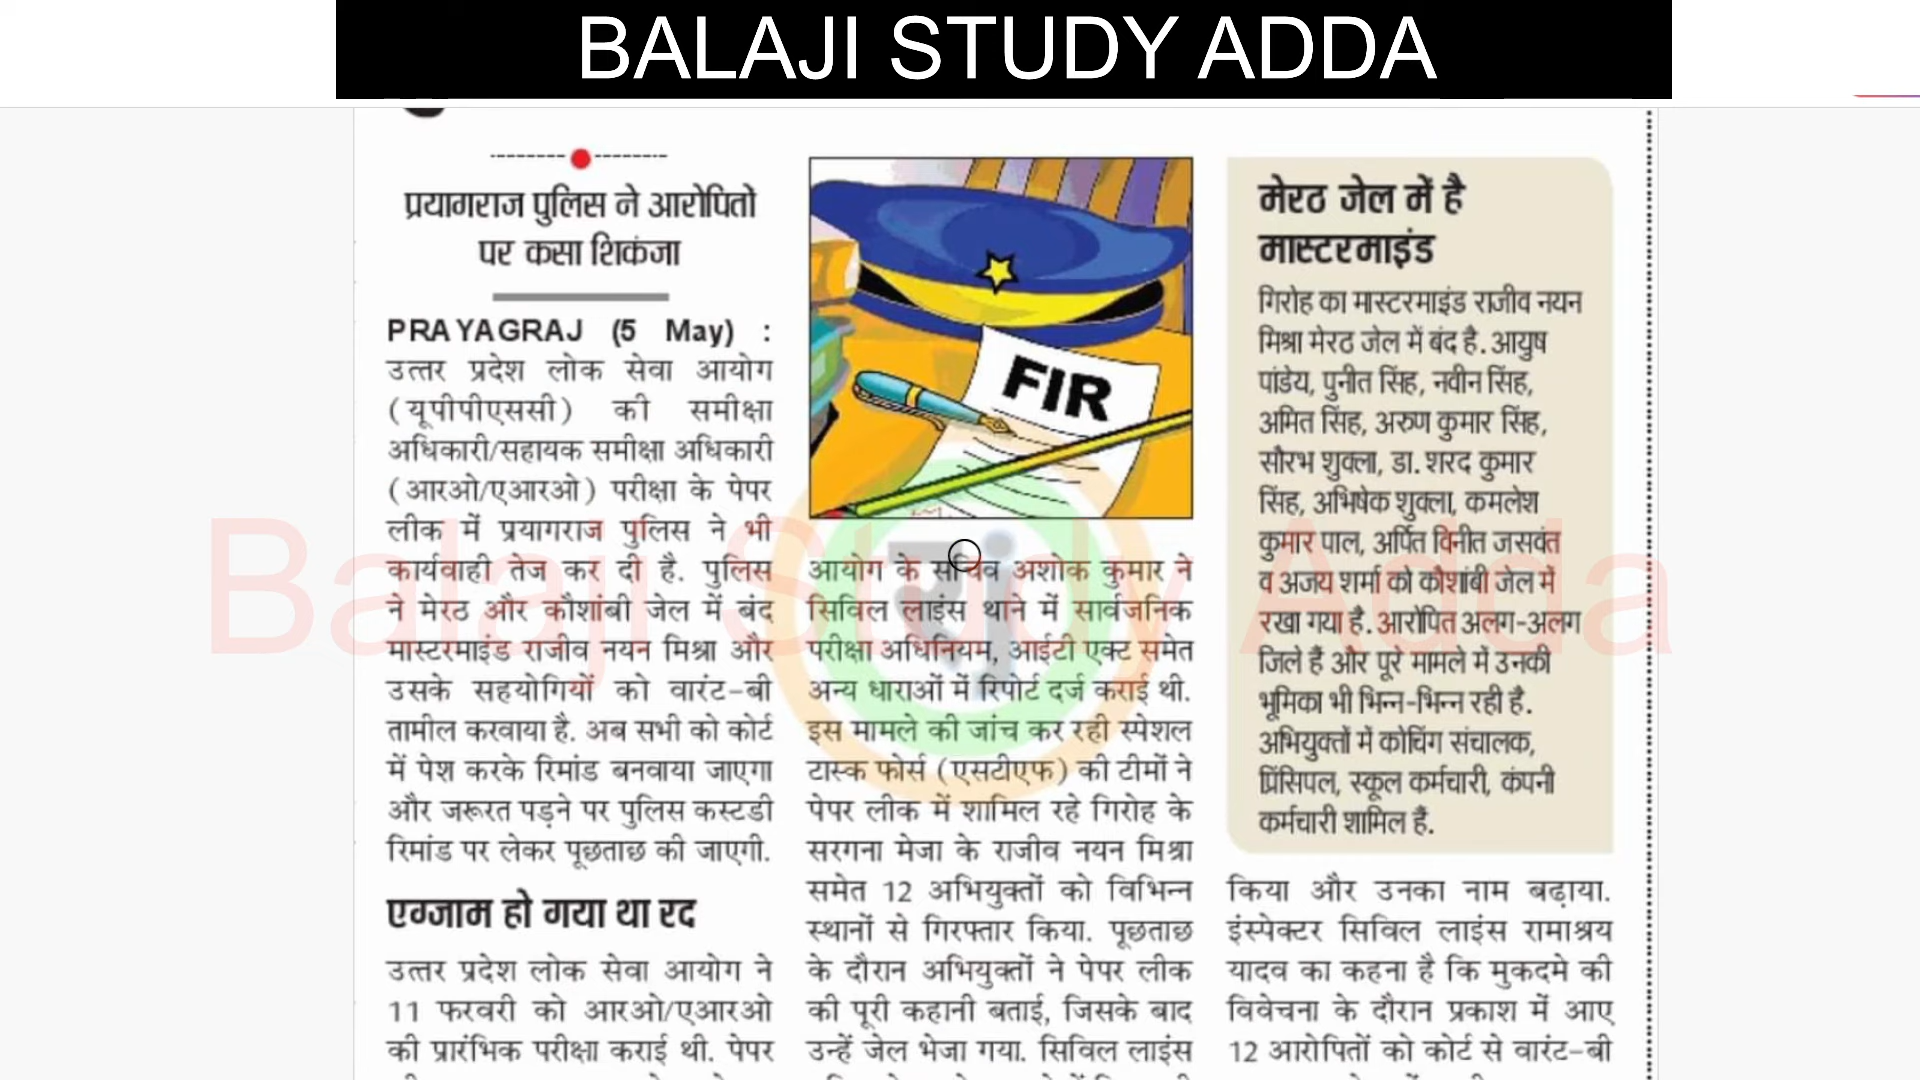 BALAJI STUDY ADDA
प्रयागराज पुलिस ने आरोपितो
पर कसा शिकंजा
PRAYAGRAJ (5 May) :
उत्तर प्रदेश लोक सेवा आयोग
(यूपीपीएससी) की समीक्षा
अधिकारी/सहायक समीक्षा अधिकारी
(आरओ/एआरओ) परीक्षा के पेपर
लीक में प्रयागराज पुलिस ने भी
कार्यवाही तेज कर दी है. पुलिस
ने मेरठ और कौशांबी जेल में बंद
मास्टरमाइंड राजीव नयन मिश्रा और
उसके सहयोगियों को वारंट-बी
तामील करवाया है. अब सभी को कोर्ट
में पेश करके रिमांड बनवाया जाएगा
और जरूरत पड़ने पर पुलिस कस्टडी
रिमांड पर लेकर पूछताछ की जाएगी.
एग्जाम हो गया था रद
उत्तर प्रदेश लोक सेवा आयोग ने
11 फरवरी को आरओ/एआरओ
की प्रारंभिक परीक्षा कराई थी. पेपर
FIR
आयोग के सचिव अशोक कुमार ने
सिविल लाइंस थाने में सार्वजनिक
परीक्षा अधिनियम, आईटी एक्ट समेत
अन्य धाराओं में रिपोर्ट दर्ज कराई थी.
इस मामले की जांच कर रही स्पेशल
टास्क फोर्स (एसटीएफ) की टीमों ने
पेपर लीक में शामिल रहे गिरोह के
सरगना मेजा के राजीव नयन मिश्रा
समेत 12 अभियुक्तों को विभिन्न
स्थानों से गिरफ्तार किया. पूछताछ
के दौरान अभियुक्तों ने पेपर लीक
की पूरी कहानी बताई, जिसके बाद
उन्हें जेल भेजा गया. सिविल लाइंस
मेरठ जेल में है
मास्टरमाइंड
गिरोह का मास्टरमाइंड राजीव नयन
मिश्रा मेरठ जेल में बंद है. आयुष
पांडेय, पुनीत सिंह, नवीन सिंह,
अमित सिंह, अरुण कुमार सिंह,
सौरभ शुक्ला, डा. शरद कुमार
सिंह, अभिषेक शुक्ला, कमलेश
कुमार पाल, अर्पित विनीत जसवंत
व अजय शर्मा को कौशांबी जेल में
रखा गया है. आरोपित अलग-अलग
जिले हैं और पूरे मामले में उनकी
भूमिका भी भिन्न-भिन्न रही है.
अभियुक्तों में कोचिंग संचालक,
प्रिंसिपल, स्कूल कर्मचारी, कंपनी
कर्मचारी शामिल हैं.
किया और उनका नाम बढ़ाया.
इंस्पेक्टर सिविल लाइंस रामाश्रय
यादव का कहना है कि मुकदमे की
विवेचना के दौरान प्रकाश में आए
12 आरोपितों को कोर्ट से वारंट-बी
Balaji Study Adda